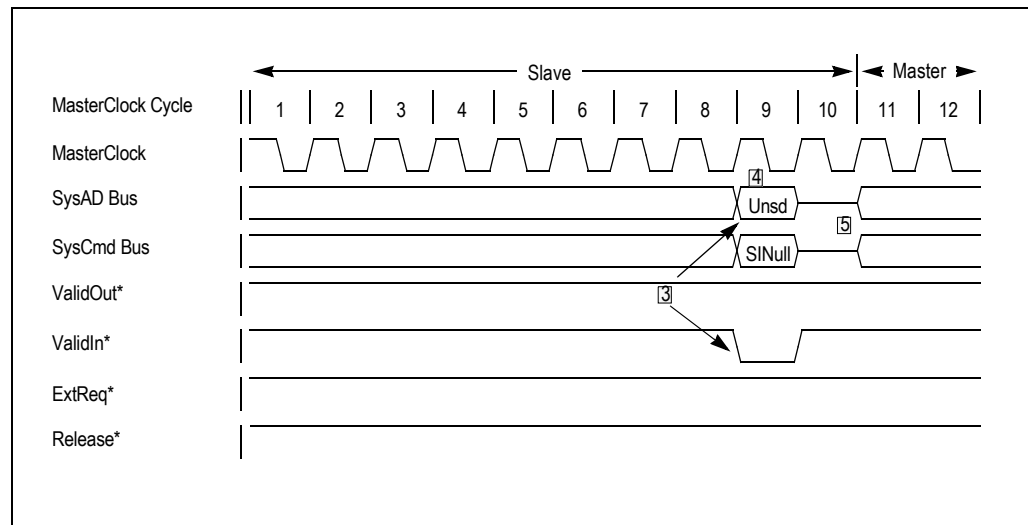 Slave Master
MasterClock Cycle 1 2 3 4 5 6 7 8 9 10 11 12
MasterClock
4
SysAD Bus Unsd
5
SysCmd Bus SINull
3
ValidOut*
ValidIn*
ExtReq*
Release*